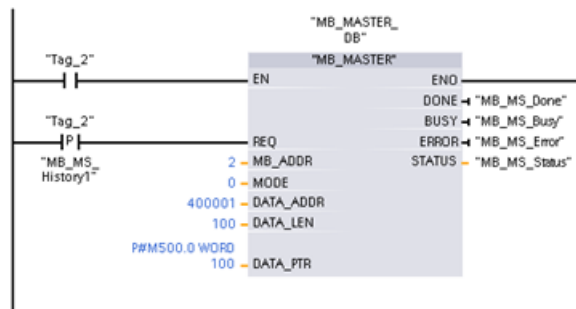 "MB_MASTER_
DB"
"Tag_2"
"MB_MASTER"
EN
ENO
DONE
"MB_MS_Done"
"Tag_2"
BUSY
"MB_MS_Busy"
P
REQ
ERROR
"MB_MS_Error"
"MB_MS_
History1"
2
MB_ADDR
STATUS
"MB_MS_Status"
0
MODE
400001
DATA_ADDR
100
DATA_LEN
P#M500.0 WORD
100
DATA_PTR